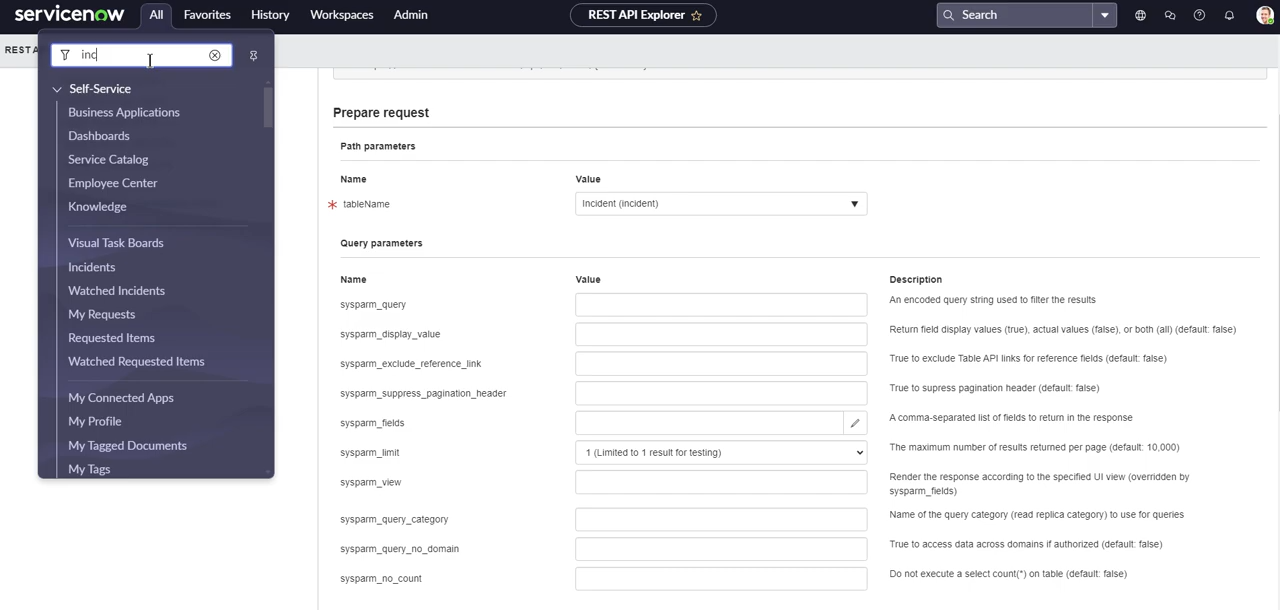 servicenow All Favorites History Workspaces Admin REST API Explorer Search
REST A
inc
Self-Service
Business Applications
Dashboards
Service Catalog
Employee Center
Knowledge
Visual Task Boards
Incidents
Watched Incidents
My Requests
Requested Items
Watched Requested Items
My Connected Apps
My Profile
My Tagged Documents
My Tags
Prepare request
Path parameters
Name Value
* tableName Incident (incident)
Query parameters
Name Value Description
sysparm_query An encoded query string used to filter the results
sysparm_display_value Return field display values (true), actual values (false), or both (all) (default: false)
sysparm_exclude_reference_link True to exclude Table API links for reference fields (default: false)
sysparm_suppress_pagination_header True to supress pagination header (default: false)
sysparm_fields A comma-separated list of fields to return in the response
sysparm_limit 1 (Limited to 1 result for testing) The maximum number of results returned per page (default: 10,000)
sysparm_view Render the response according to the specified UI view (overridden by
sysparm_fields)
sysparm_query_category Name of the query category (read replica category) to use for queries
sysparm_query_no_domain True to access data across domains if authorized (default: false)
sysparm_no_count Do not execute a select count(*) on table (default: false)